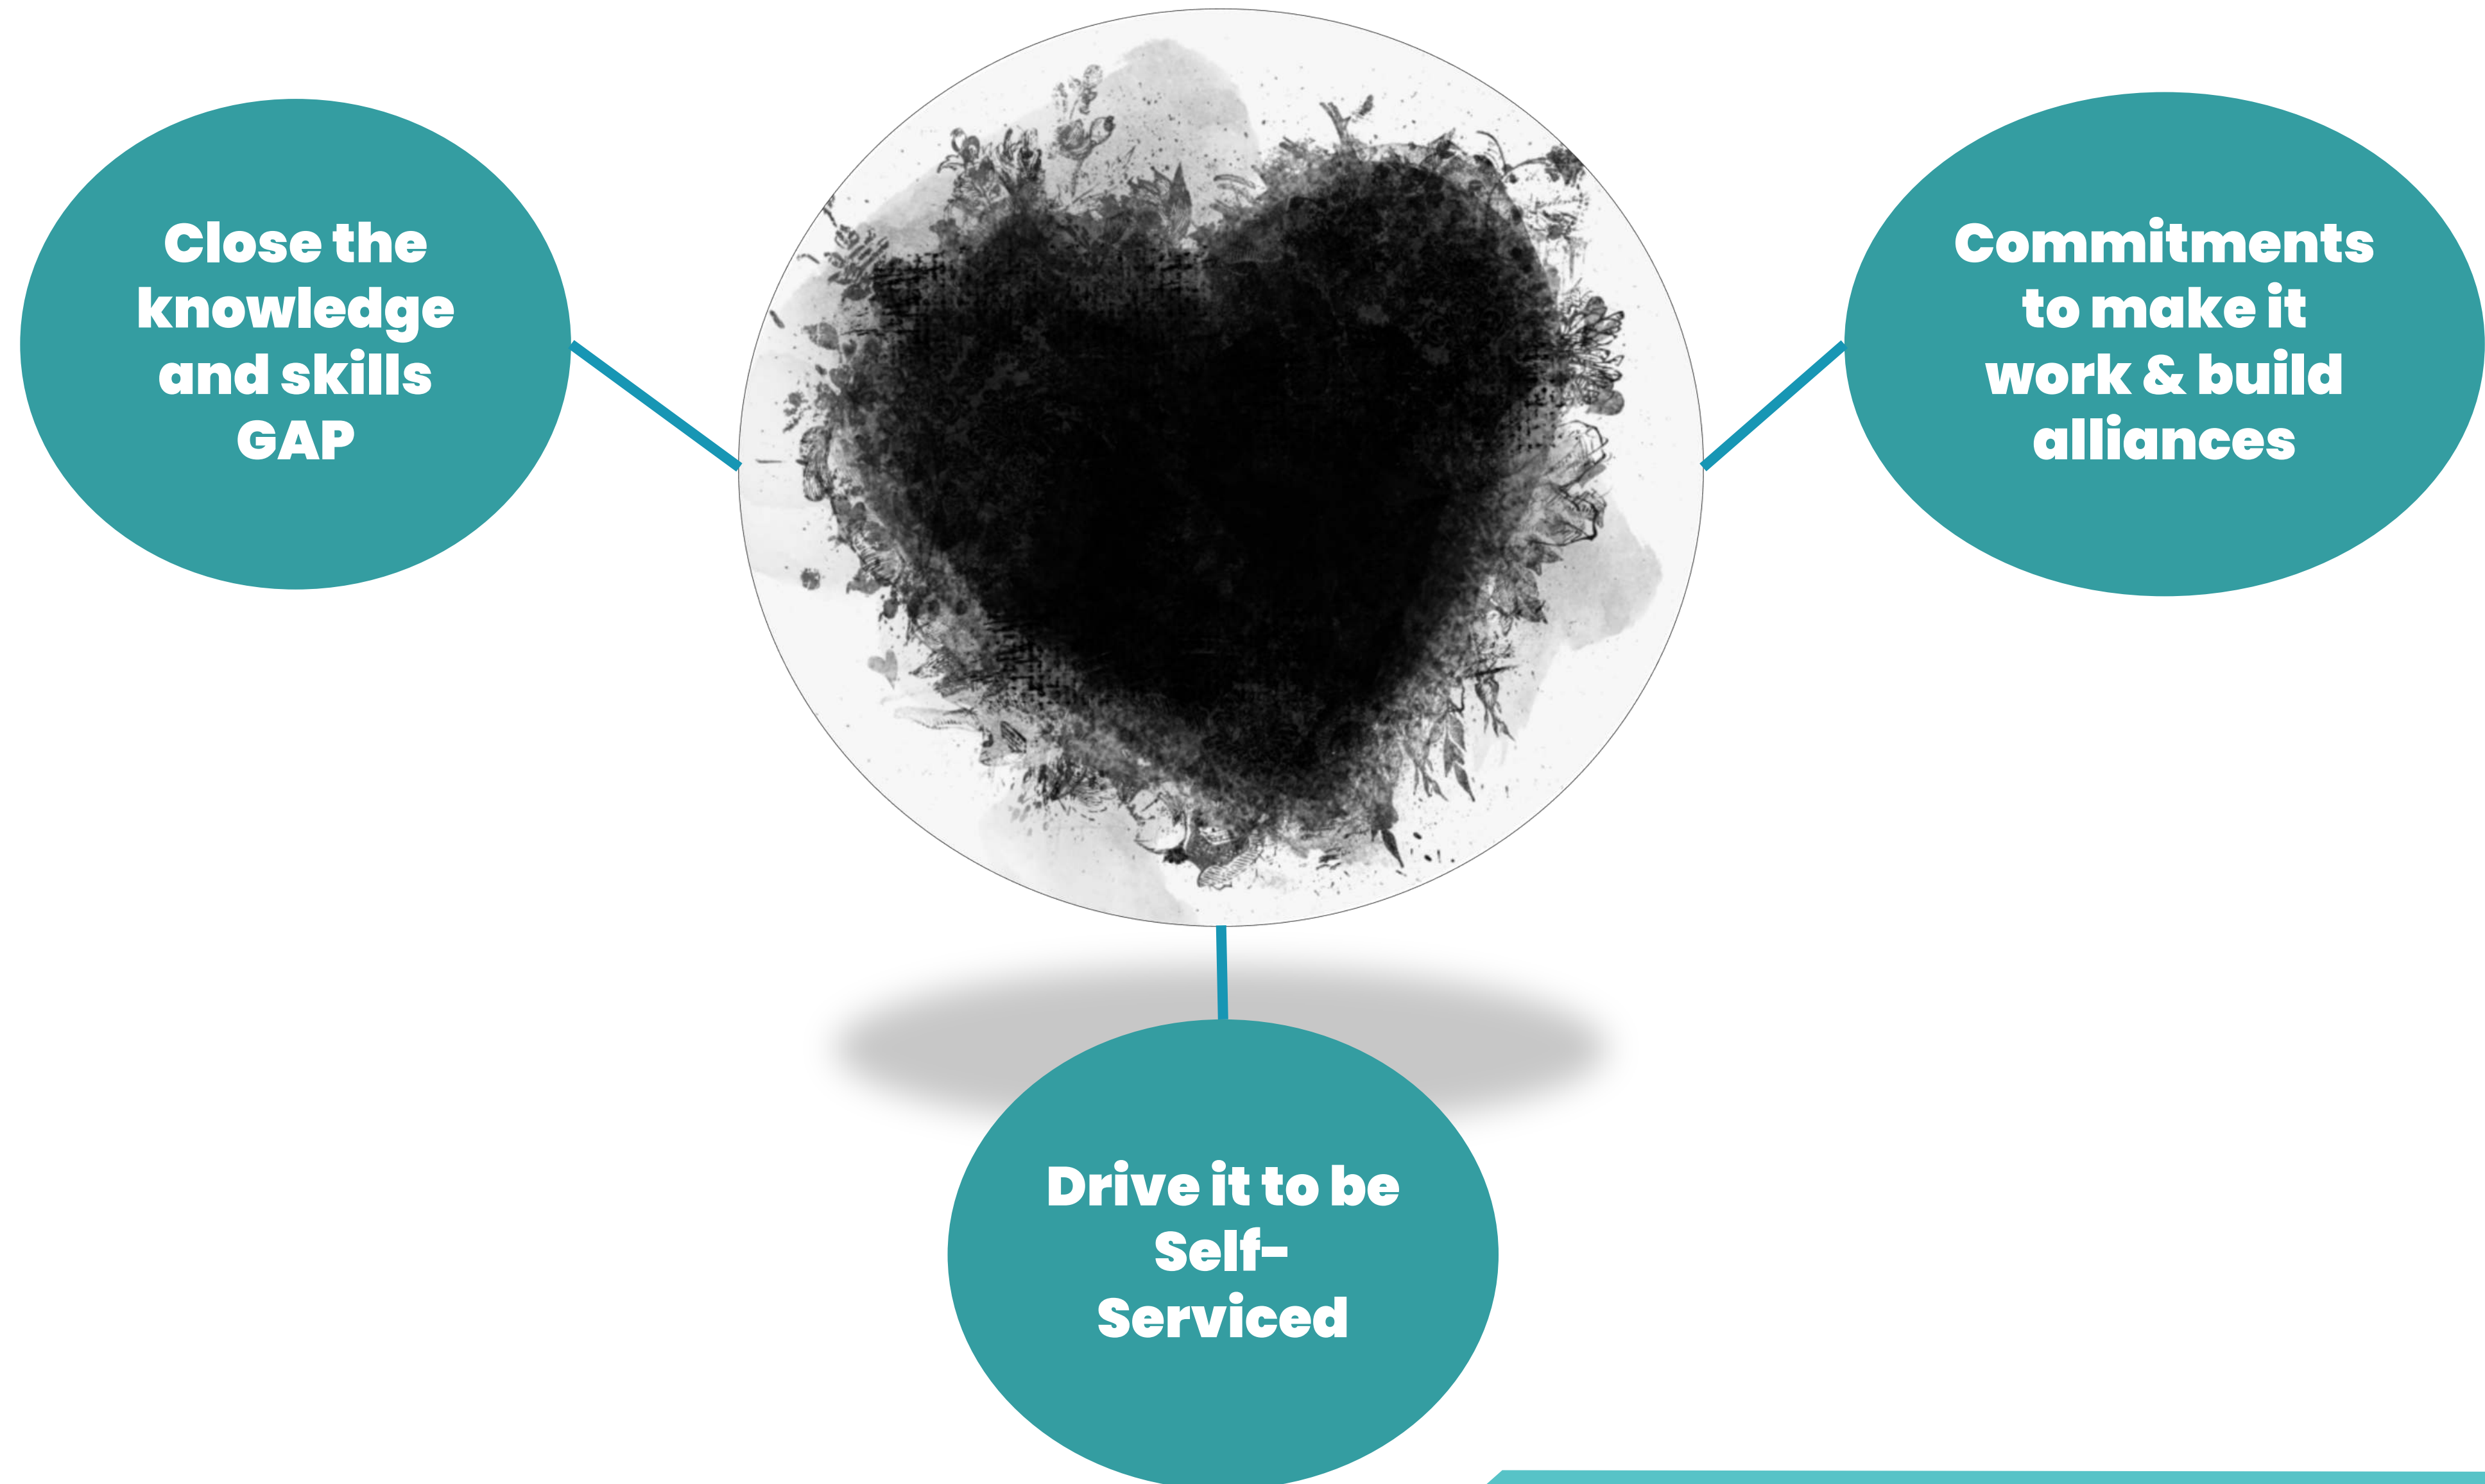 Close the
knowledge
and skills
GAP
Commitments
to make it
work & build
alliances
Drive it to be
Self-
Serviced